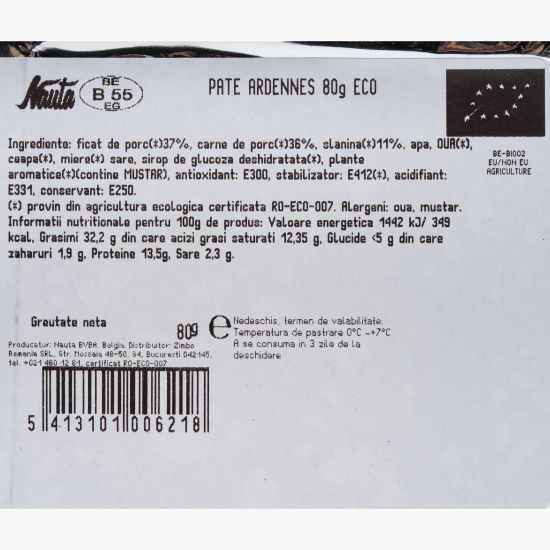 Nauta
BE
B 55
EG
PATE ARDENNES 80g ECO
BE-BIO02
EU/NON EU
AGRICULTURE
Ingrediente: ficat de porc(*)37%, carne de porc(*)36%, slanina(*)11%, apa, OUA(*),
ceapa(*), miere(*) sare, sirop de glucoza deshidratata(*), plante
aromatice(*)(contine MUSTAR), antioxidant: E300, stabilizator: E412(*), acidifiant:
E331, conservant: E250.
(*) provin din agricultura ecologica certificata RO-ECO-007. Alergeni: oua, mustar.
Informatii nutritionale pentru 100g de produs: Valoare energetica 1442 kJ/ 349
kcal, Grasimi 32,2 g din care acizi grasi saturati 12,35 g, Glucide <5 g din care
zaharuri 1,9 g, Proteine 13,5g, Sare 2,3 g.
Greutate neta 80g e
Nedeschis, termen de valabilitate:
Temperatura de pastrare 0°C -+7°C
A se consuma in 3 zile de la
deschidere
Producator: Nauta BVBA. Belgia. Distribuitor: Zimbo
Romania SRL, Str. Moscaia 48-50, S4, Bucuresti 042145,
tel. +021 460 12 81, certificat RO-ECO-007
5 413101 006218